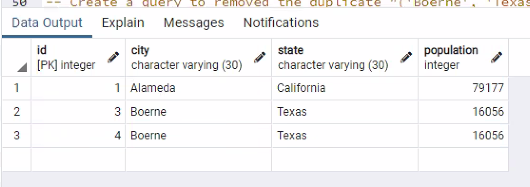 50 -- Create a query to removed the duplicate "('Boerne', 'Texas
Data Output Explain Messages Notifications
id city state population
[PK] integer character varying (30) character varying (30) integer
1 1 Alameda California 79177
2 3 Boerne Texas 16056
3 4 Boerne Texas 16056